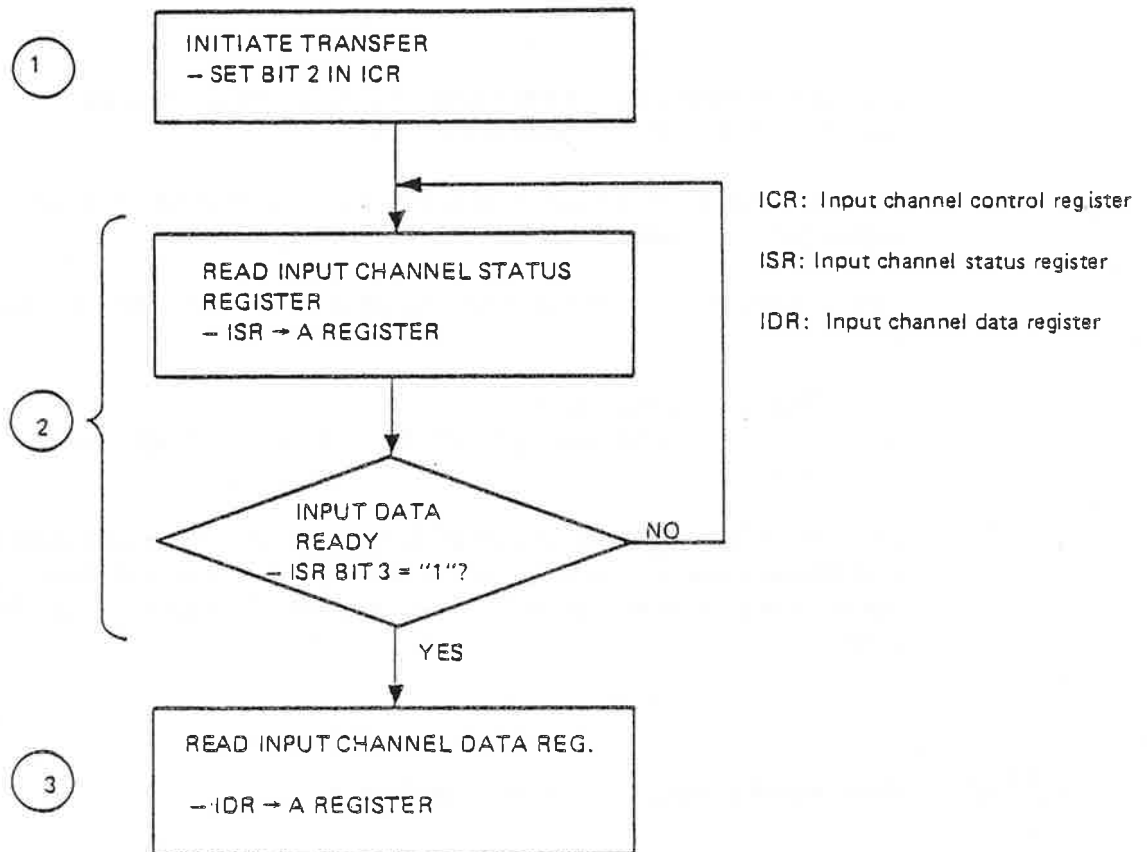 1
INITIATE TRANSFER
– SET BIT 2 IN ICR
ICR: Input channel control register
ISR: Input channel status register
IDR: Input channel data register
2
READ INPUT CHANNEL STATUS
REGISTER
– ISR → A REGISTER
INPUT DATA
READY
– ISR BIT 3 = "1"?
NO
YES
3
READ INPUT CHANNEL DATA REG.
– IDR → A REGISTER